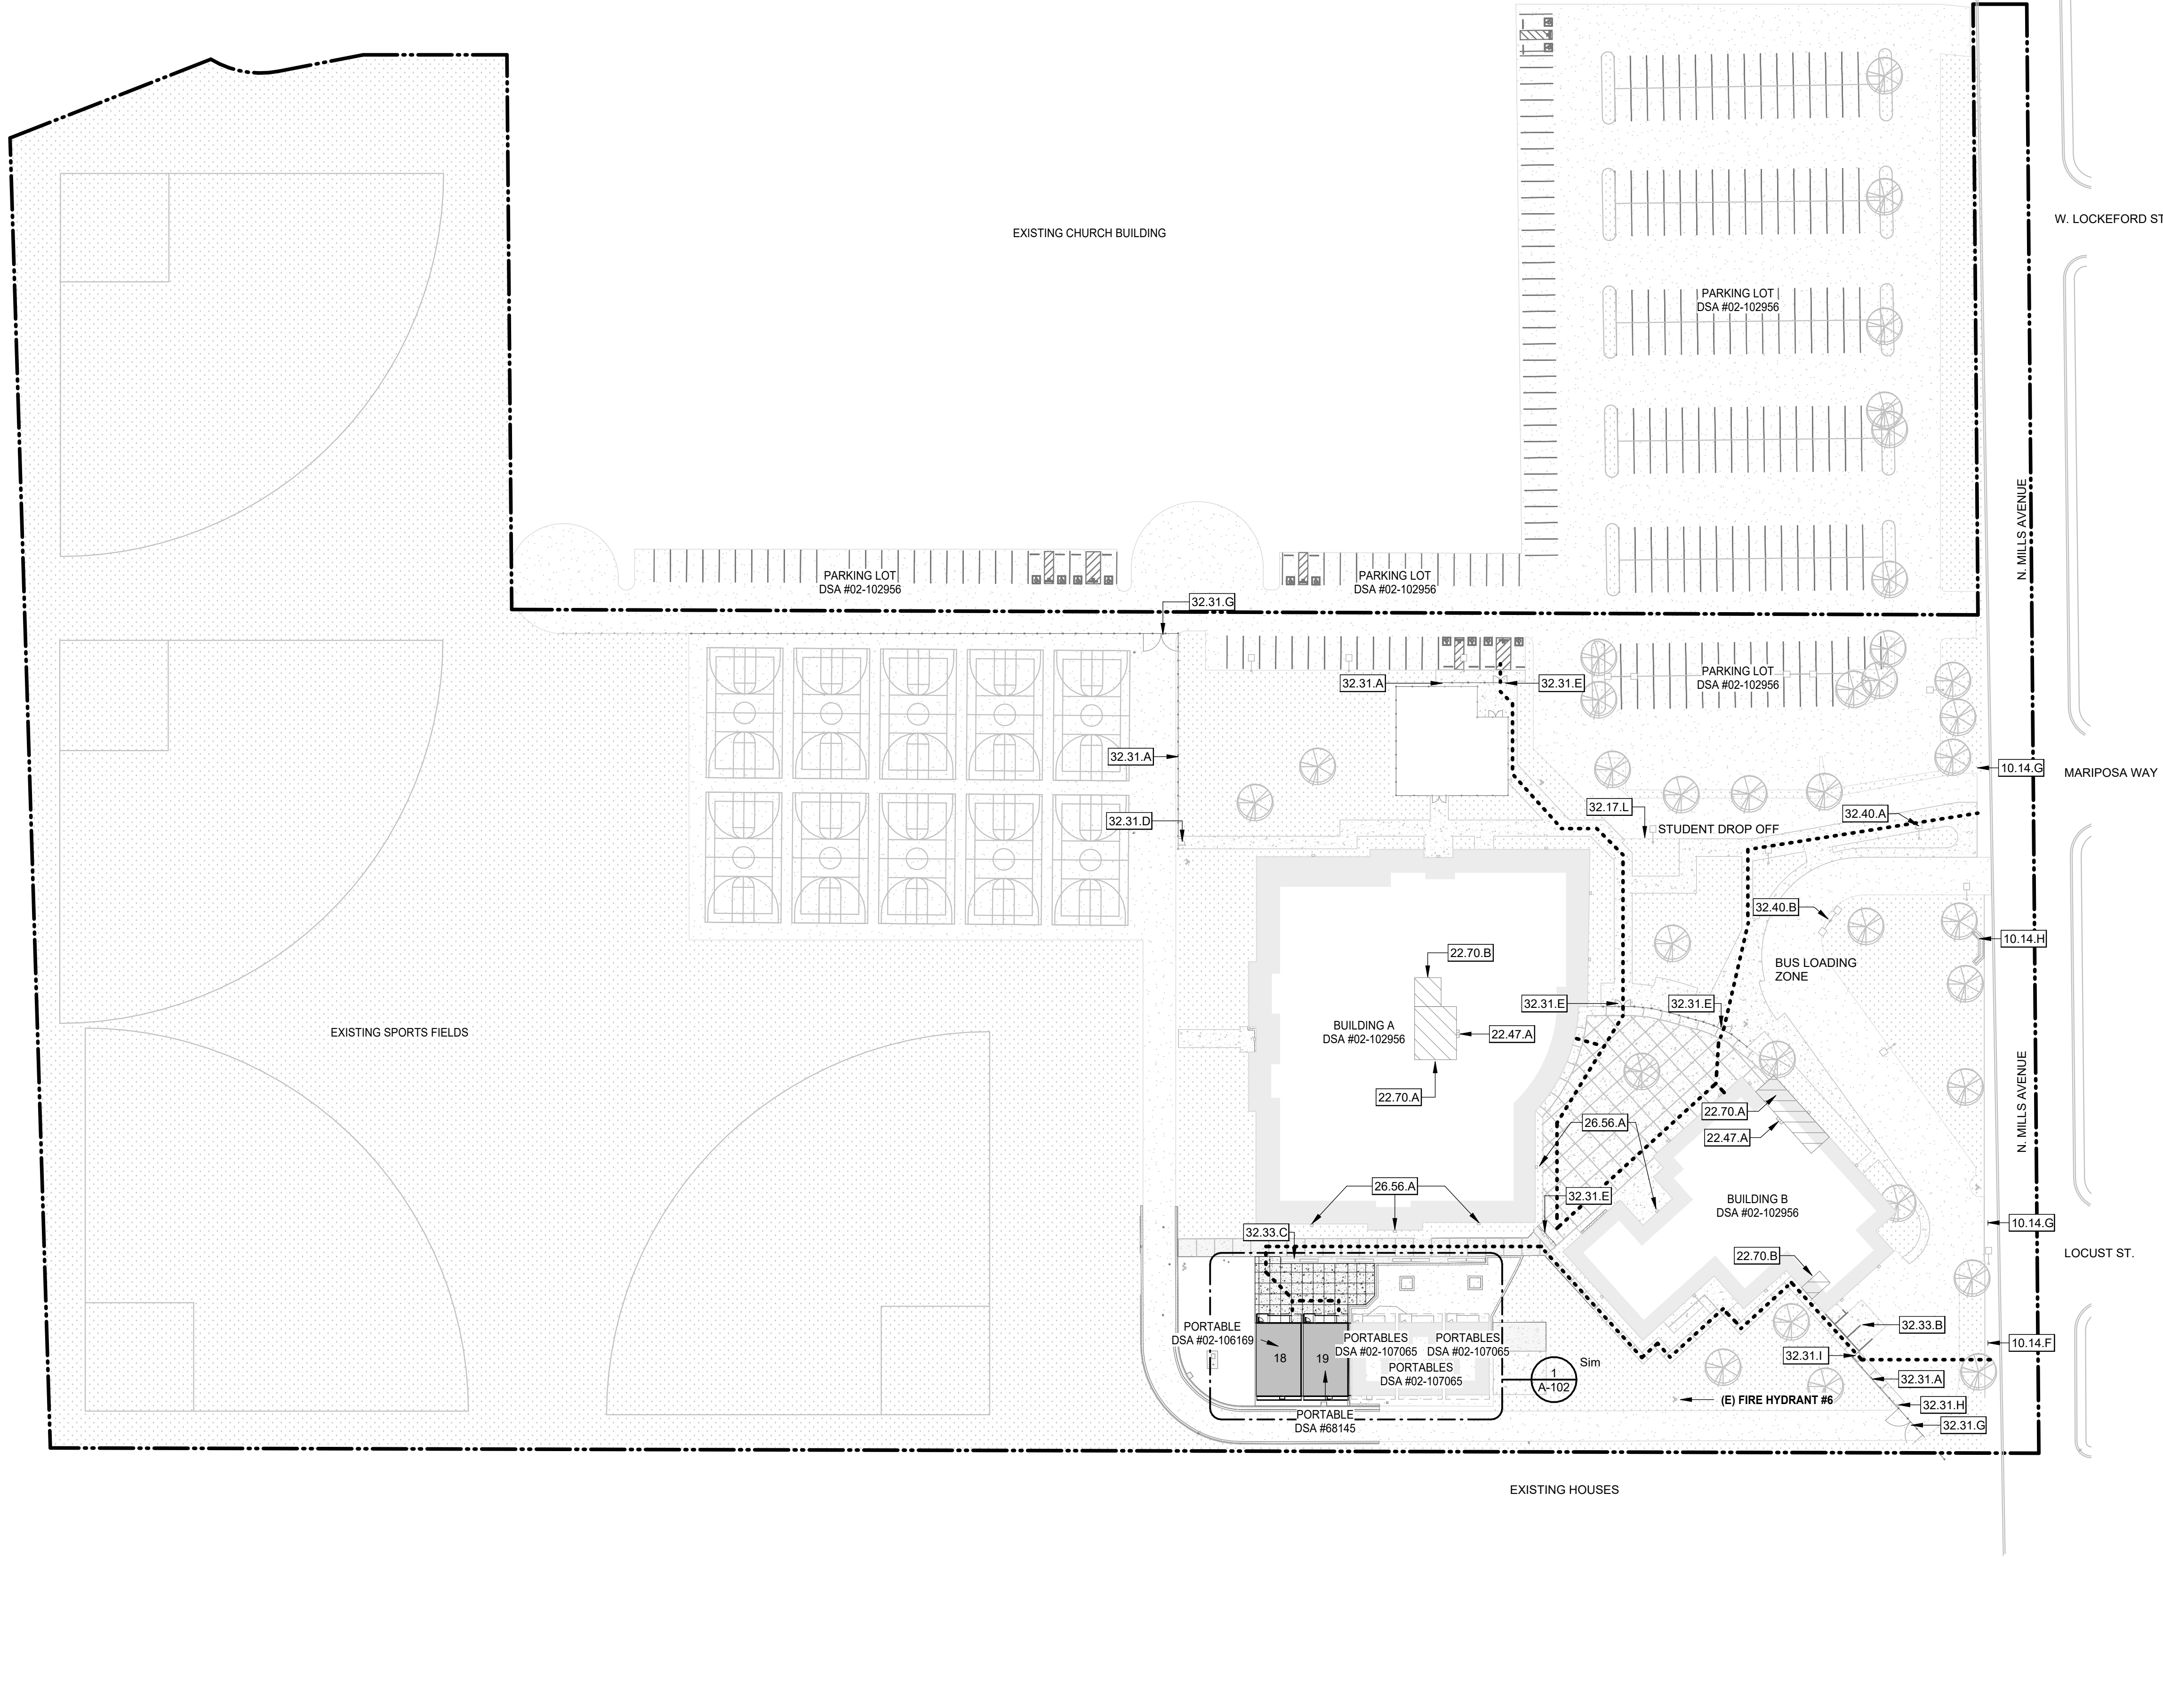 W. LOCKEFORD ST
EXISTING CHURCH BUILDING
PARKING LOT
DSA #02-102956
N. MILLS AVENUE
PARKING LOT
DSA #02-102956
PARKING LOT
DSA #02-102956
32.31.G
32.31.A
32.31.E
PARKING LOT
DSA #02-102956
32.31.A
10.14.G
MARIPOSA WAY
32.31.D
32.17.L
32.40.A
STUDENT DROP OFF
32.40.B
10.14.H
22.70.B
BUS LOADING
ZONE
32.31.E
32.31.E
EXISTING SPORTS FIELDS
BUILDING A
DSA #02-102956
22.47.A
22.70.A
N. MILLS AVENUE
22.70.A
26.56.A
22.47.A
26.56.A
32.31.E
BUILDING B
DSA #02-102956
10.14.G
32.33.C
22.70.B
LOCUST ST.
PORTABLE
DSA #02-106169
32.33.B
PORTABLES
DSA #02-107065
PORTABLES
DSA #02-107065
10.14.F
18
19
32.31.I
Sim
PORTABLES
DSA #02-107065
1
A-102
32.31.A
(E) FIRE HYDRANT #6
32.31.H
PORTABLE
DSA #68145
32.31.G
EXISTING HOUSES